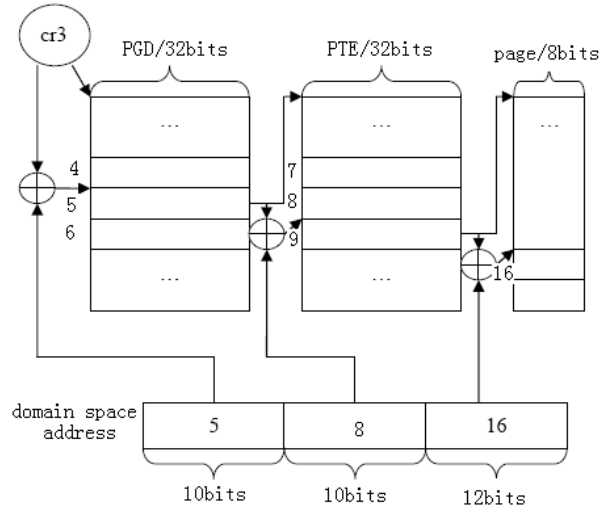 cr3
PGD/32bits
PTE/32bits
page/8bits
...
...
...
4
7
5
8
6
9
16
...
...
domain space
address
5
8
16
10bits
10bits
12bits